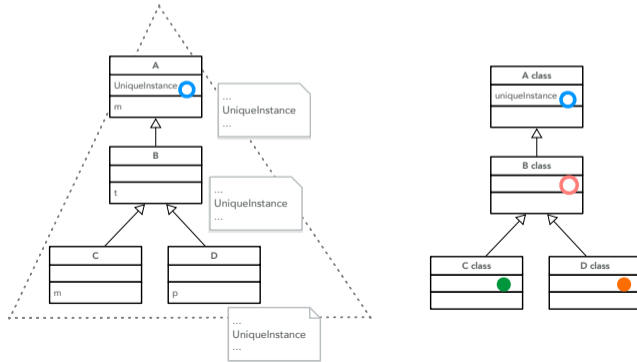 A
UniqueInstance
m
...
UniqueInstance
...
B
t
...
UniqueInstance
...
C
m
D
p
...
UniqueInstance
...
A class
uniqueInstance
B class
C class
D class